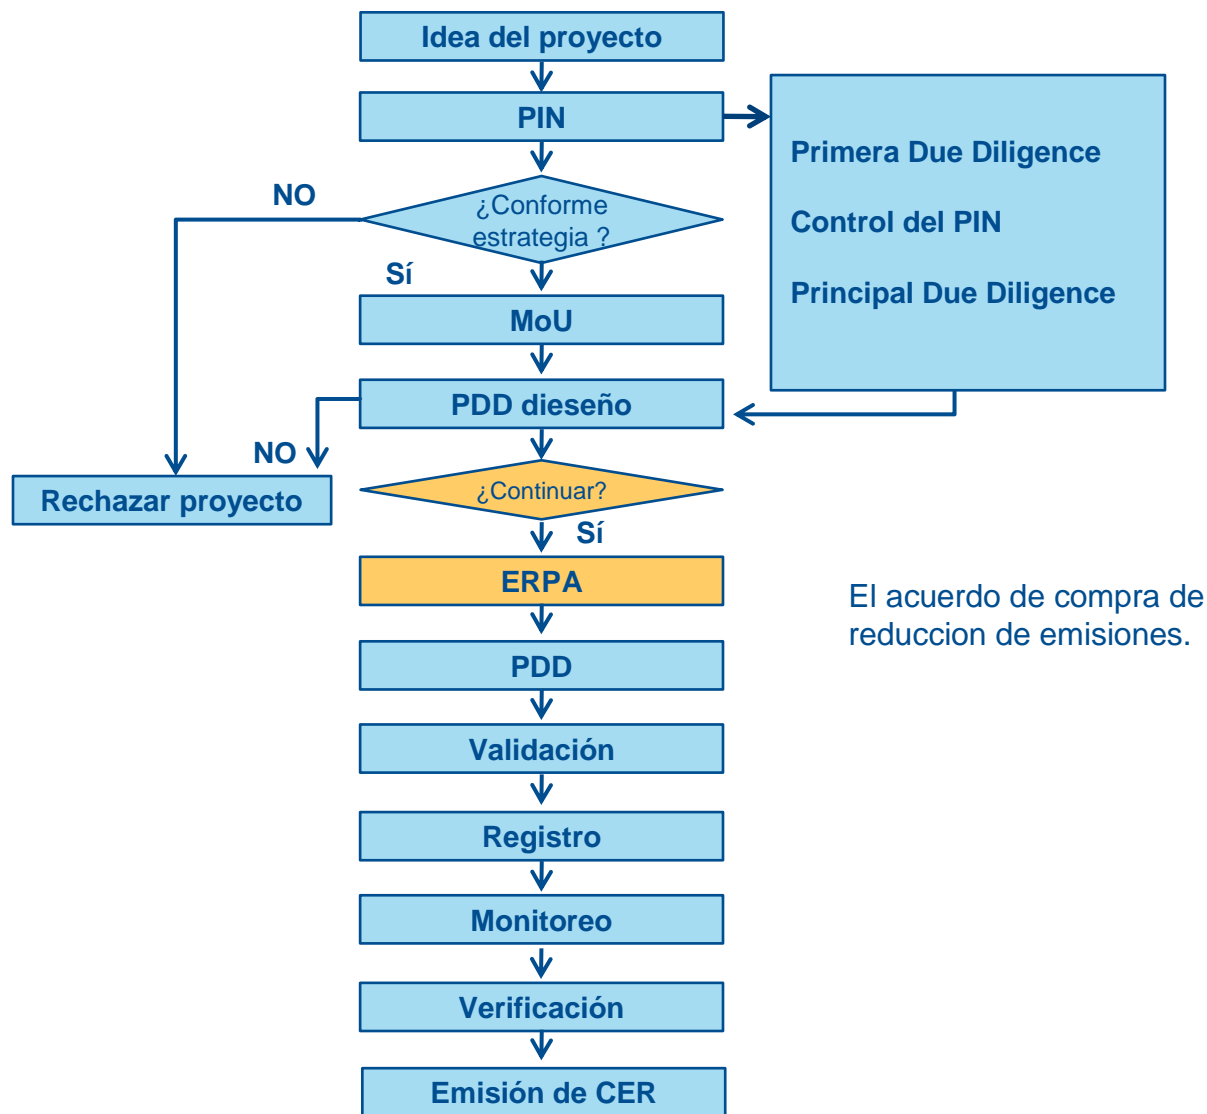 Idea del proyecto
PIN
Primera Due Diligence
Control del PIN
Principal Due Diligence
NO
¿Conforme
estrategia ?
Sí
MoU
PDD dieseño
NO
Rechazar proyecto
¿Continuar?
Sí
ERPA
El acuerdo de compra de
reduccion de emisiones.
PDD
Validación
Registro
Monitoreo
Verificación
Emisión de CER